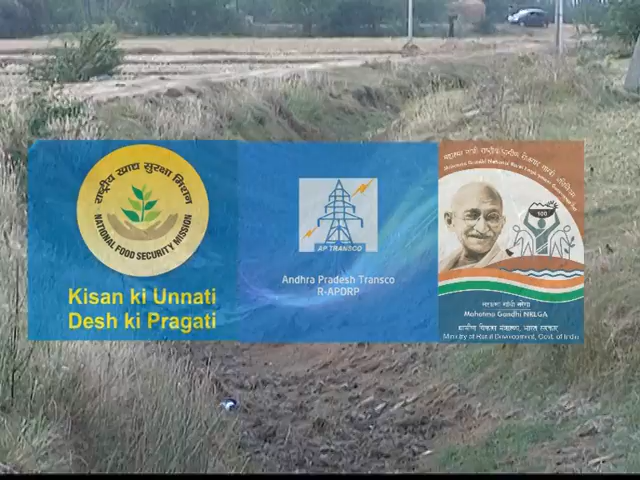 राष्ट्रीय खाद्य सुरक्षा मिशन
NATIONAL FOOD SECURITY MISSION
Kisan ki Unnati
Desh ki Pragati
AP TRANSCO
Andhra Pradesh Transco
R-APDRP
100
Mahatma Gandhi
Ministry of Rural Development, Govt. of India